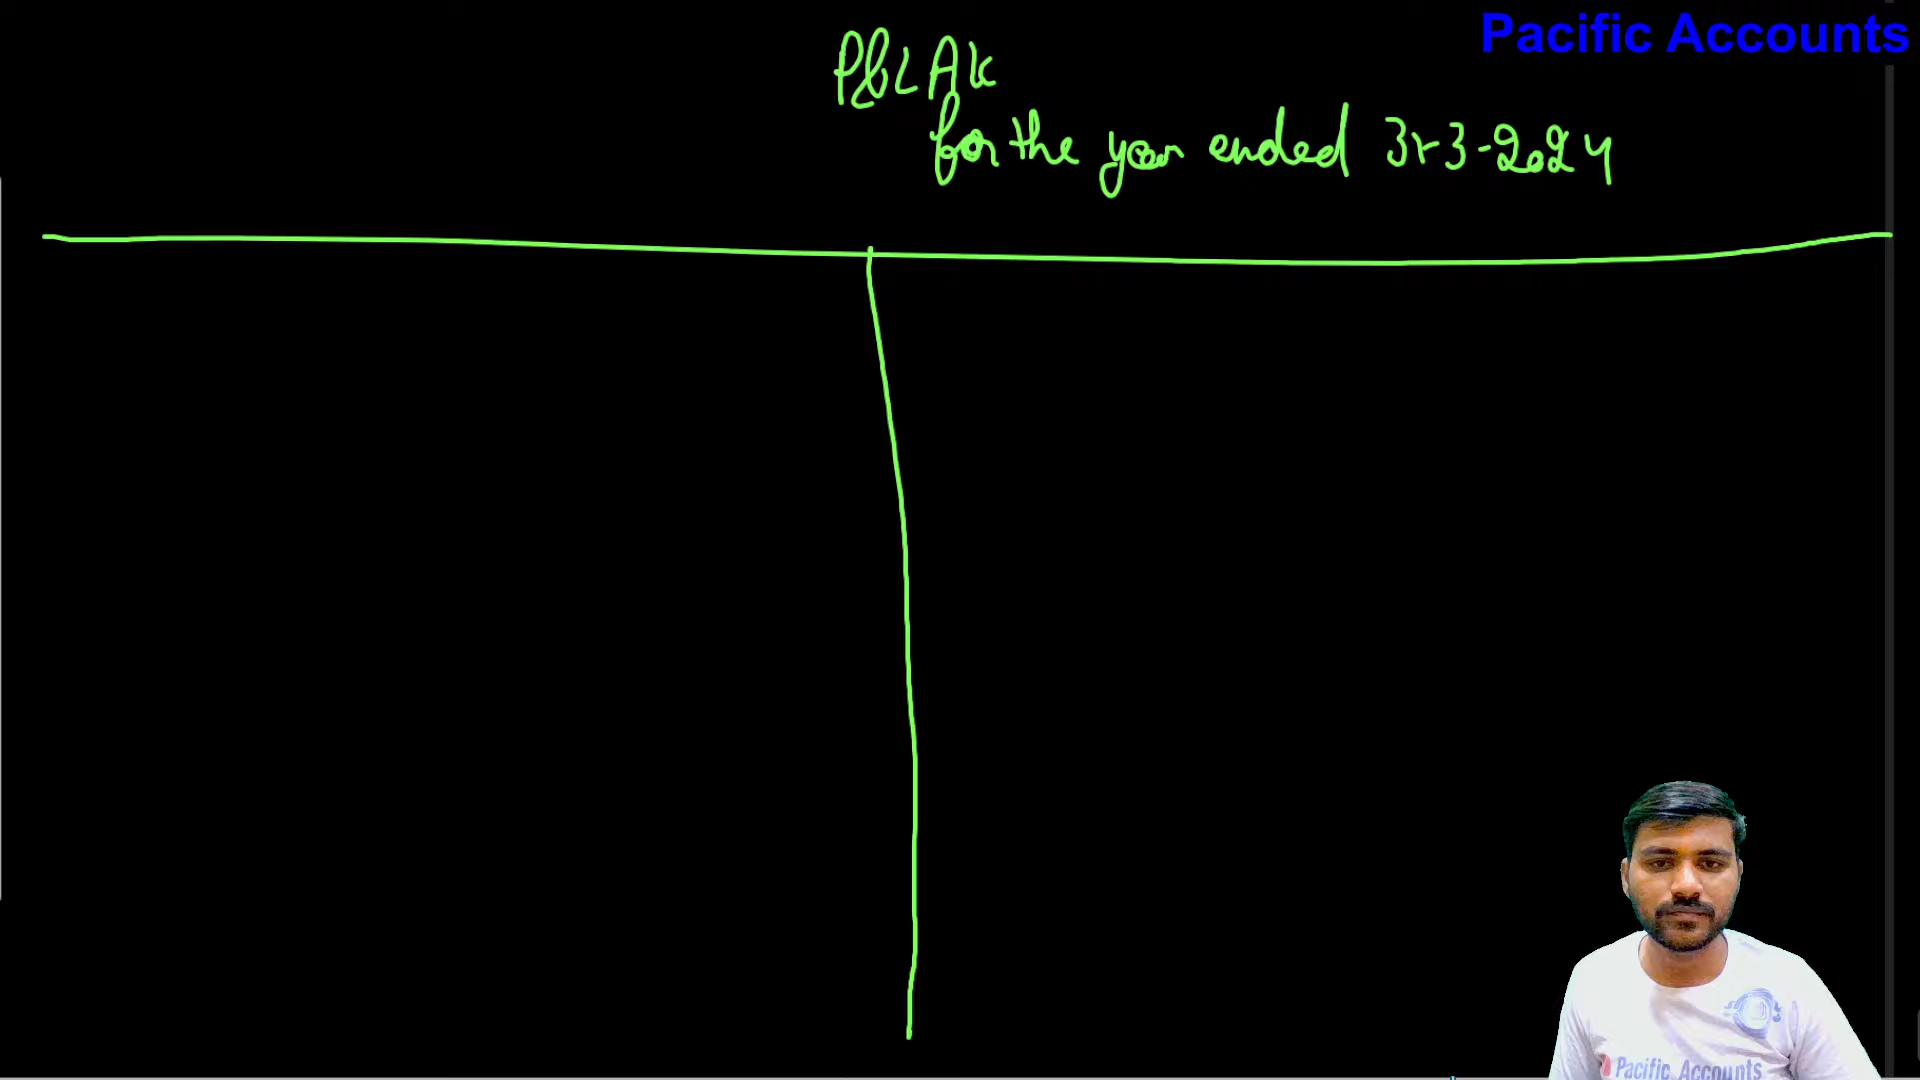 Pacific Accounts
P&L A/c
for the year ended 31-3-2024
Pacific Accounts